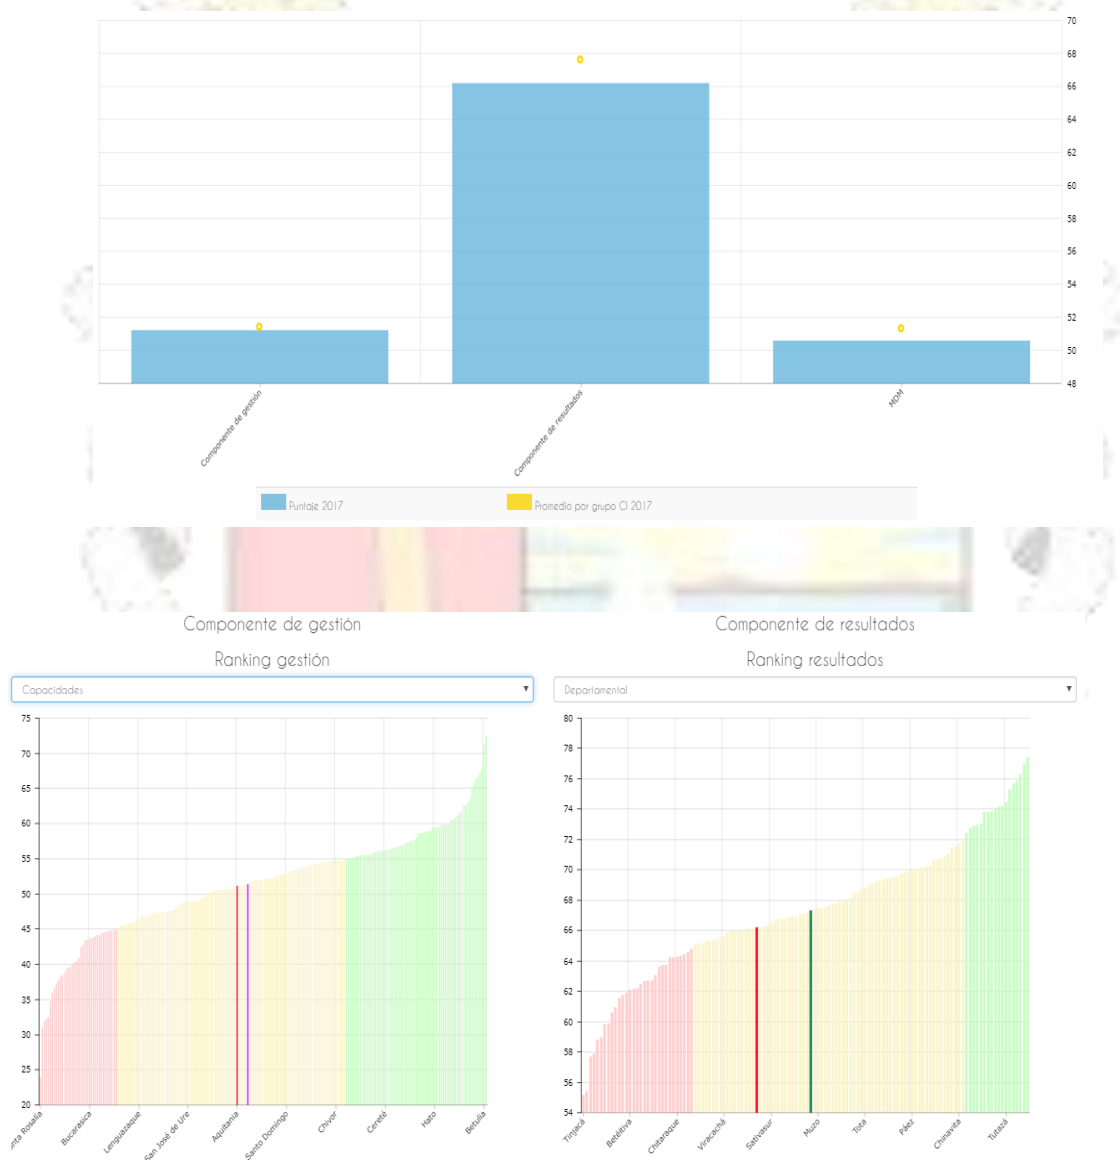 70
68
66
64
62
60
58
56
54
52
50
48
Componente de gestión
Componente de resultados
MDM
Puntaje 2017
Promedio por grupo CI 2017
Componente de gestión
Componente de resultados
Ranking gestión
Ranking resultados
Capacidades
Departamental
75
70
65
60
55
50
45
40
35
30
25
20
80
78
76
74
72
70
68
66
64
62
60
58
56
54
nta Rosalía
Bucarasica
Lenguazaque
San José de Ure
Aquitania
Santo Domingo
Chivor
Cereté
Hato
Betulia
Tinjacá
Betéitiva
Chitaraque
Viracachá
Sativasur
Muzo
Tota
Páez
Chinavita
Tutazá